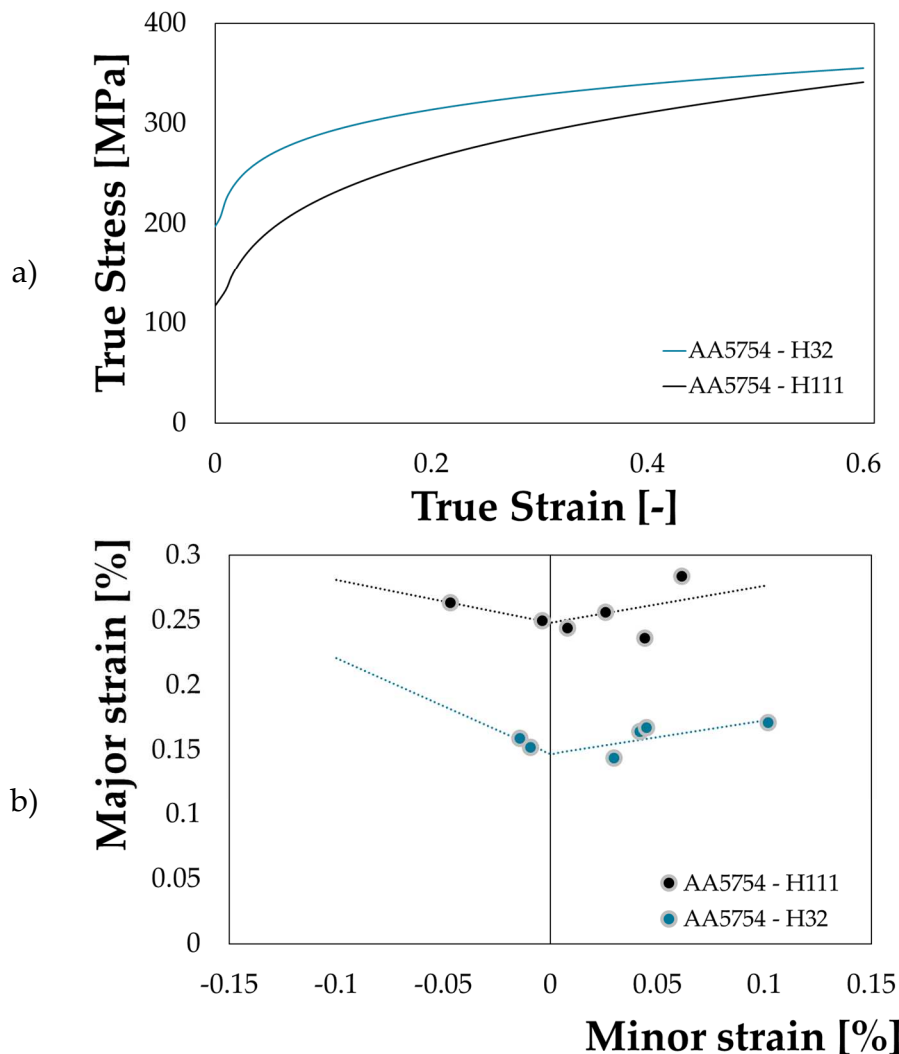 a)
True Stress [MPa]
400
300
200
100
0
AA5754 - H32
AA5754 - H111
0 0.2 0.4 0.6
True Strain [-]
b)
Major strain [%]
0.3
0.25
0.2
0.15
0.1
0.05
0
AA5754 - H111
AA5754 - H32
-0.15 -0.1 -0.05 0 0.05 0.1 0.15
Minor strain [%]